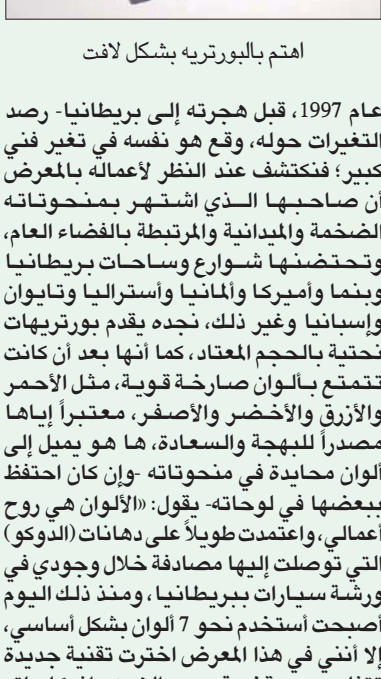 اهتم بالبورتريه بشكل لافت
عام 1997، قبل هجرته إلى بريطانيا- رصد
التغيرات حوله، وقع هو نفسه في تغير فني
كبير؛ فنكتشف عند النظر لأعماله بالمعرض
أن صاحبها الذي اشتهر بمنحوتاته
الضخمة والميدانية والمرتبطة بالفضاء العام،
وتحتضنها شوارع وساحات بريطانيا
وبنما وأميركا وألمانيا وأستراليا وتايوان
وإسبانيا وغير ذلك، نجده يقدم بورتريهات
نحتية بالحجم المعتاد، كما أنها بعد أن كانت
تتمتع بألوان صارخة قوية، مثل الأحمر
والأزرق والأخضر والأصفر، معتبراً إياها
مصدراً للبهجة والسعادة، ها هو يميل إلى
ألوان محايدة في منحوتاته -وإن كان احتفظ
ببعضها في لوحاته- يقول: «الألوان هي روح
أعمالي، واعتمدت طويلاً على دهانات (الدوكو)
التي توصلت إليها مصادفة خلال وجودي في
ورشة سيارات ببريطانيا، ومنذ ذلك اليوم
أصبحت أستخدم نحو 7 ألوان بشكل أساسي،
إلا أنني في هذا المعرض اخترت تقنية جديدة